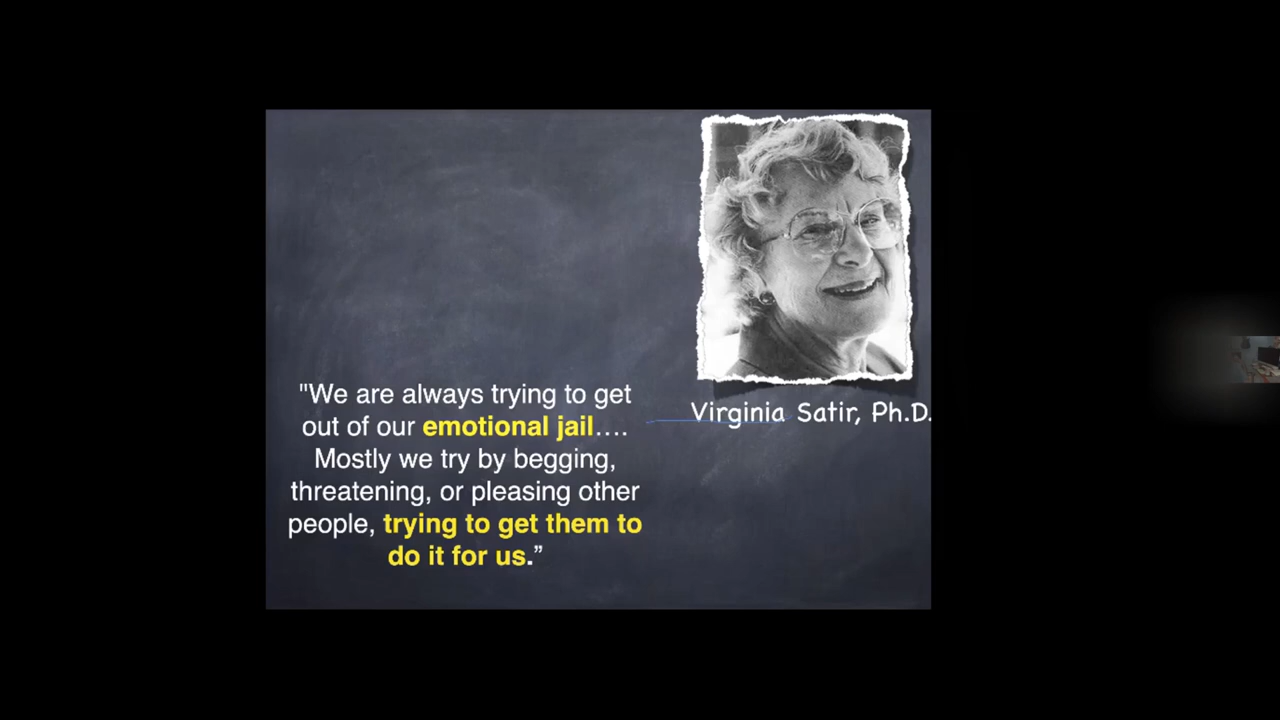 "We are always trying to get
out of our emotional jail….
Mostly we try by begging,
threatening, or pleasing other
people, trying to get them to
do it for us.”
Virginia Satir, Ph.D.